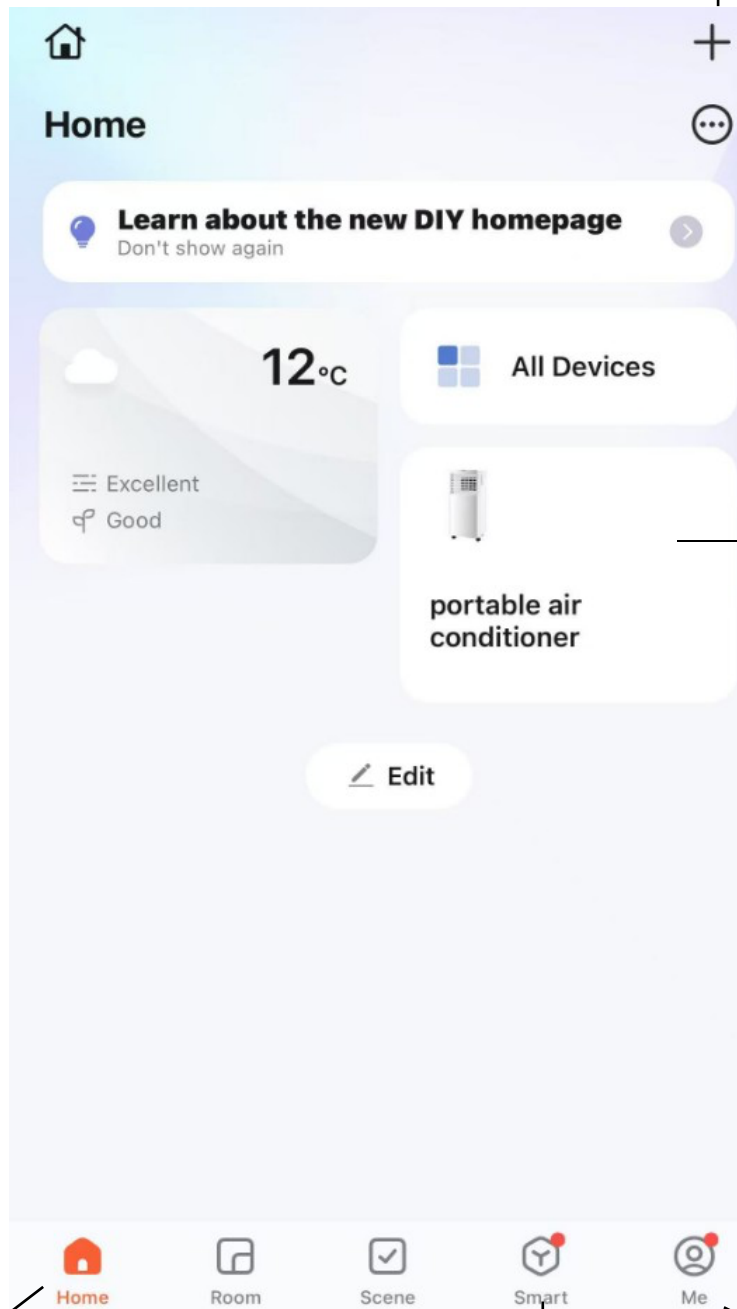 Home
Learn about the new DIY homepage
Don't show again
12°C
All Devices
Excellent
Good
portable air
conditioner
Edit
Home
Room
Scene
Smart
Me